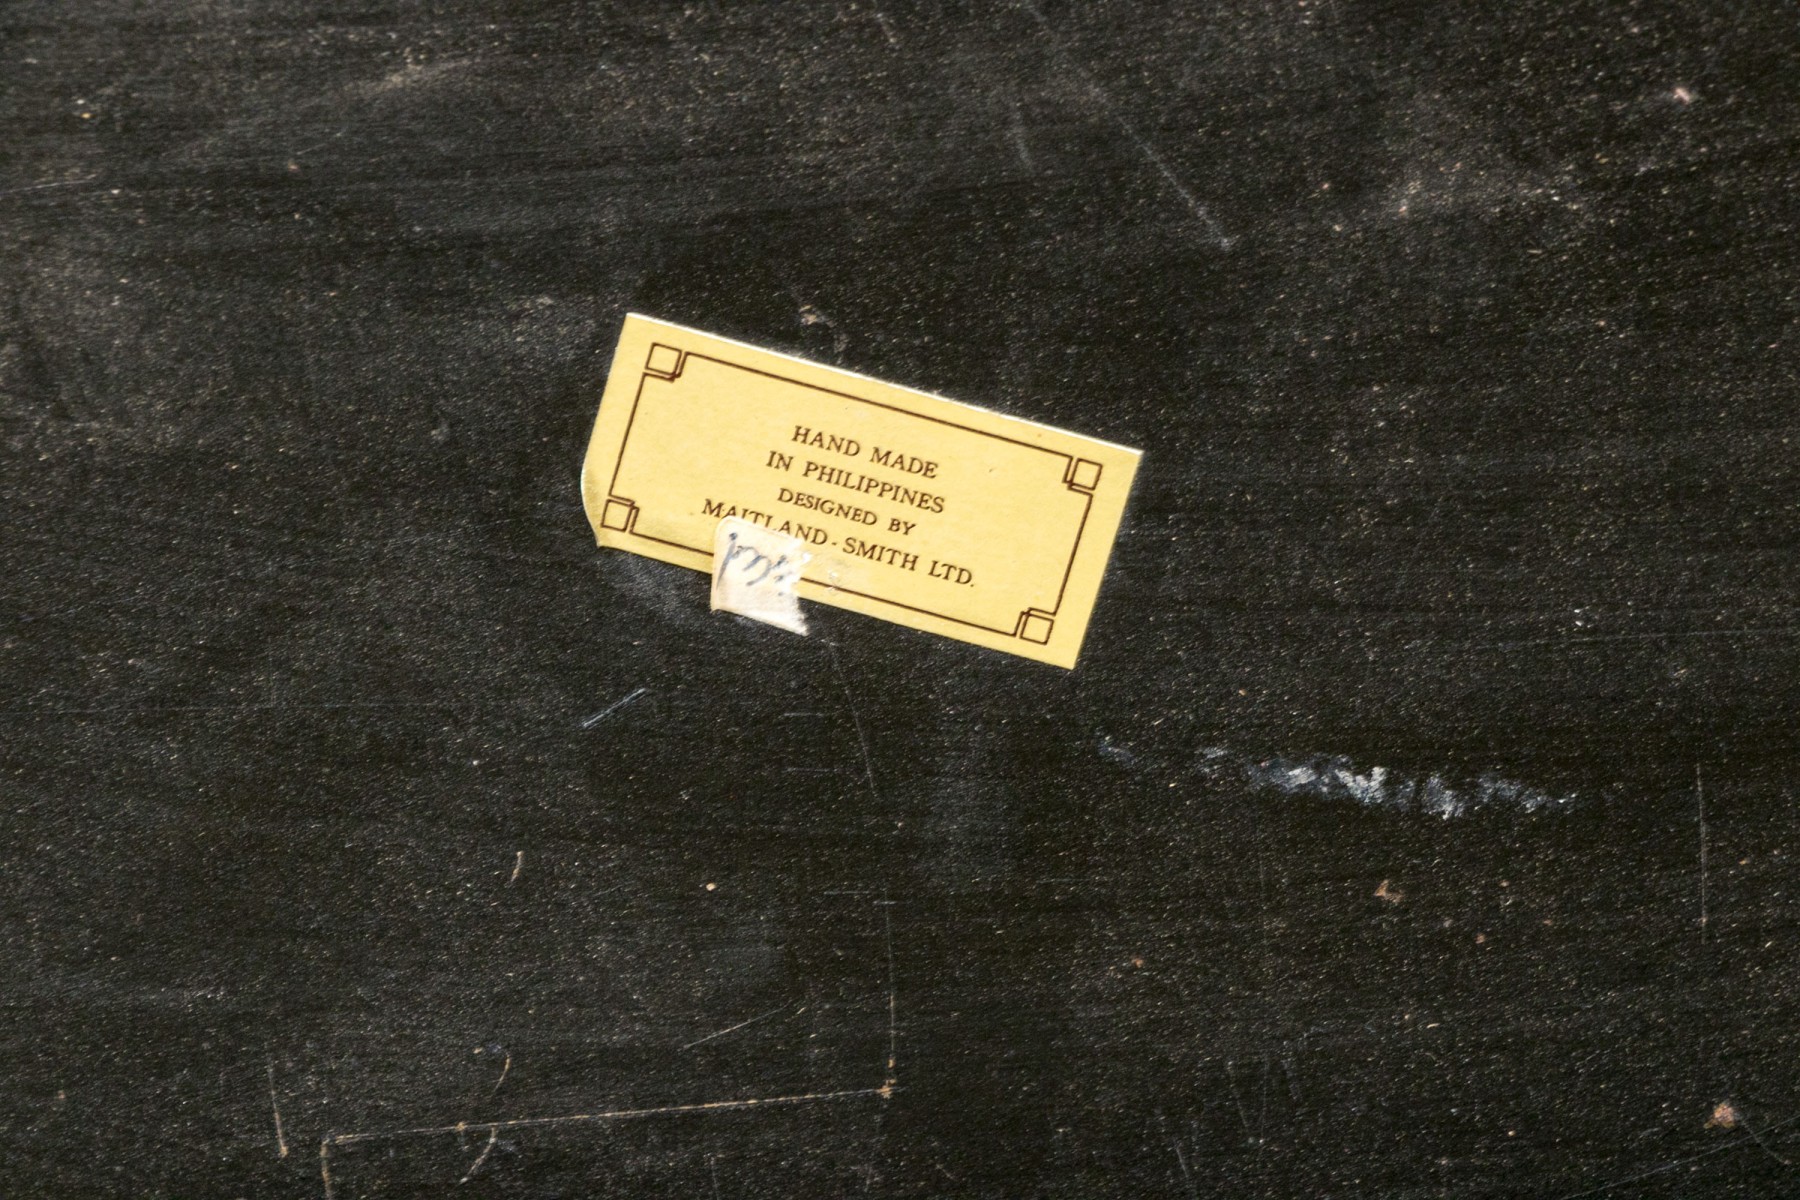 HAND MADE
IN PHILIPPINES
DESIGNED BY
MAITLAND-SMITH LTD.